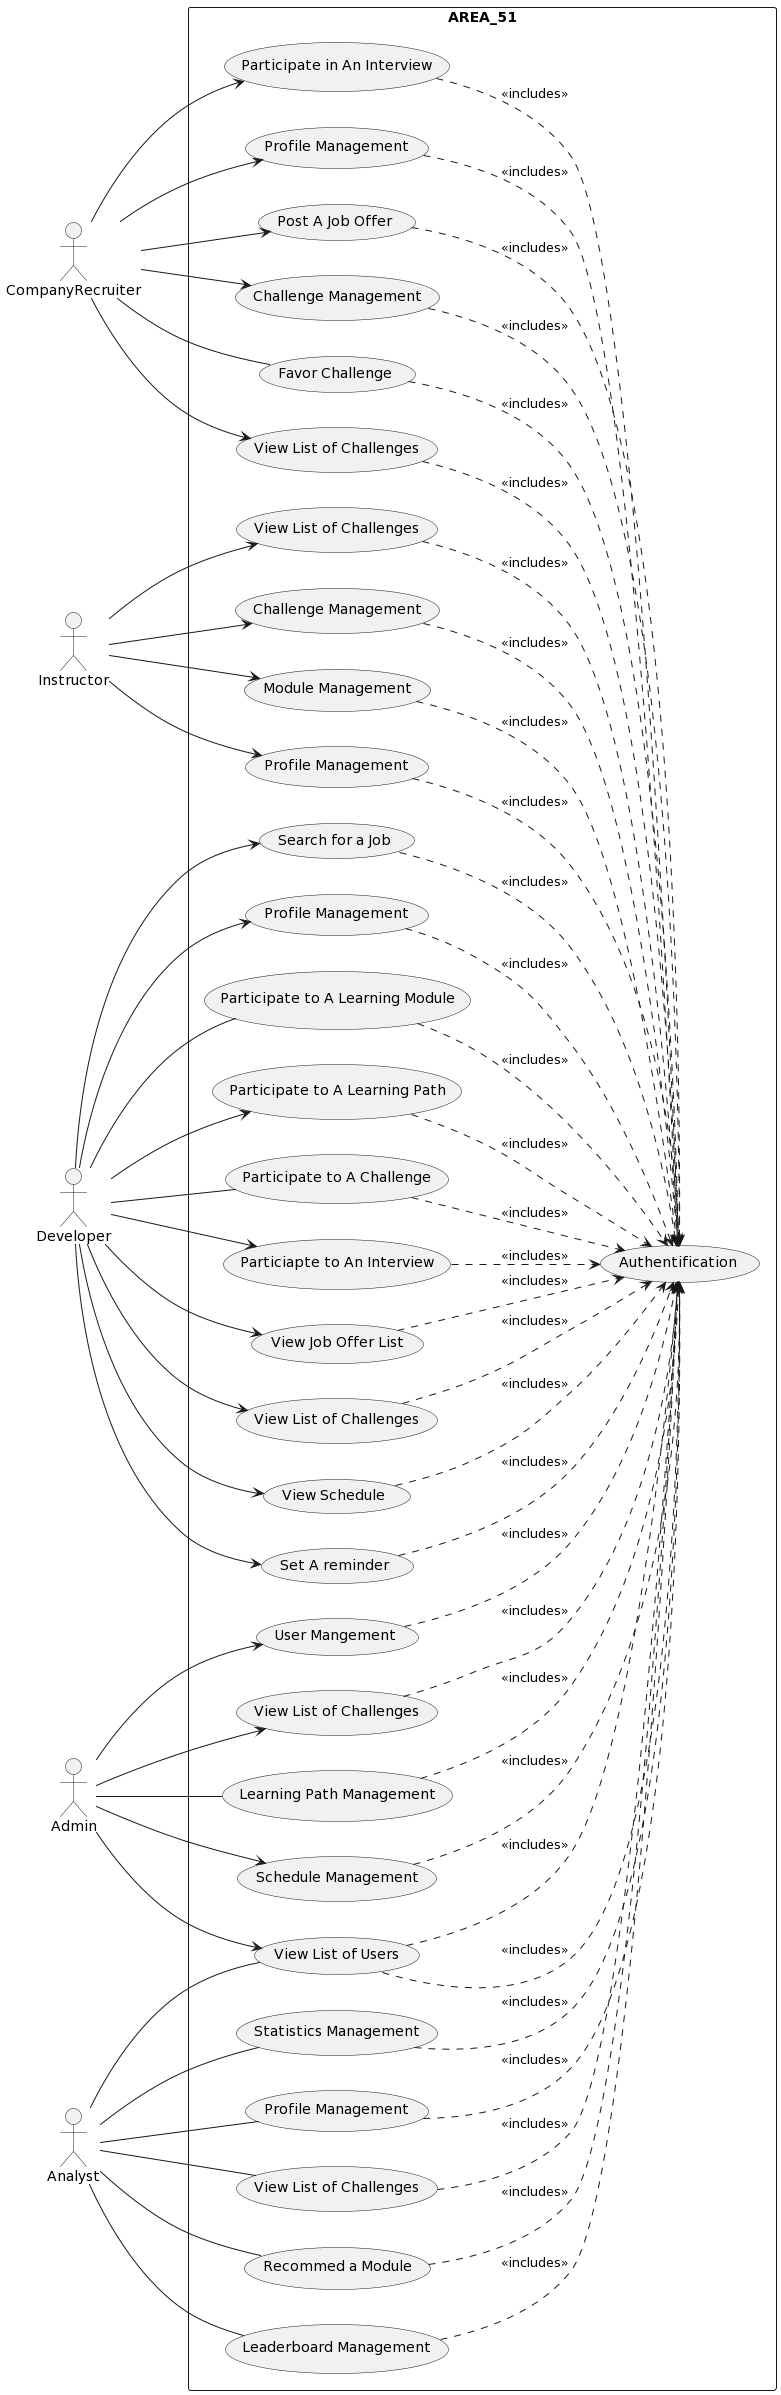 AREA_51
Participate in An Interview
«includes»
Profile Management
«includes»
Post A Job Offer
«includes»
CompanyRecruiter
Challenge Management
«includes»
Favor Challenge
«includes»
View List of Challenges
«includes»
View List of Challenges
«includes»
Challenge Management
«includes»
Instructor
Module Management
«includes»
Profile Management
«includes»
Search for a Job
«includes»
Profile Management
«includes»
Participate to A Learning Module
«includes»
Participate to A Learning Path
«includes»
Participate to A Challenge
«includes»
Developer
«includes»
Particiapte to An Interview
Authentification
«includes»
«includes»
View Job Offer List
«includes»
View List of Challenges
«includes»
View Schedule
«includes»
Set A reminder
«includes»
User Mangement
«includes»
View List of Challenges
«includes»
Learning Path Management
Admin
«includes»
Schedule Management
«includes»
View List of Users
«includes»
Statistics Management
«includes»
Profile Management
«includes»
Analyst
View List of Challenges
«includes»
Recommed a Module
Leaderboard Management